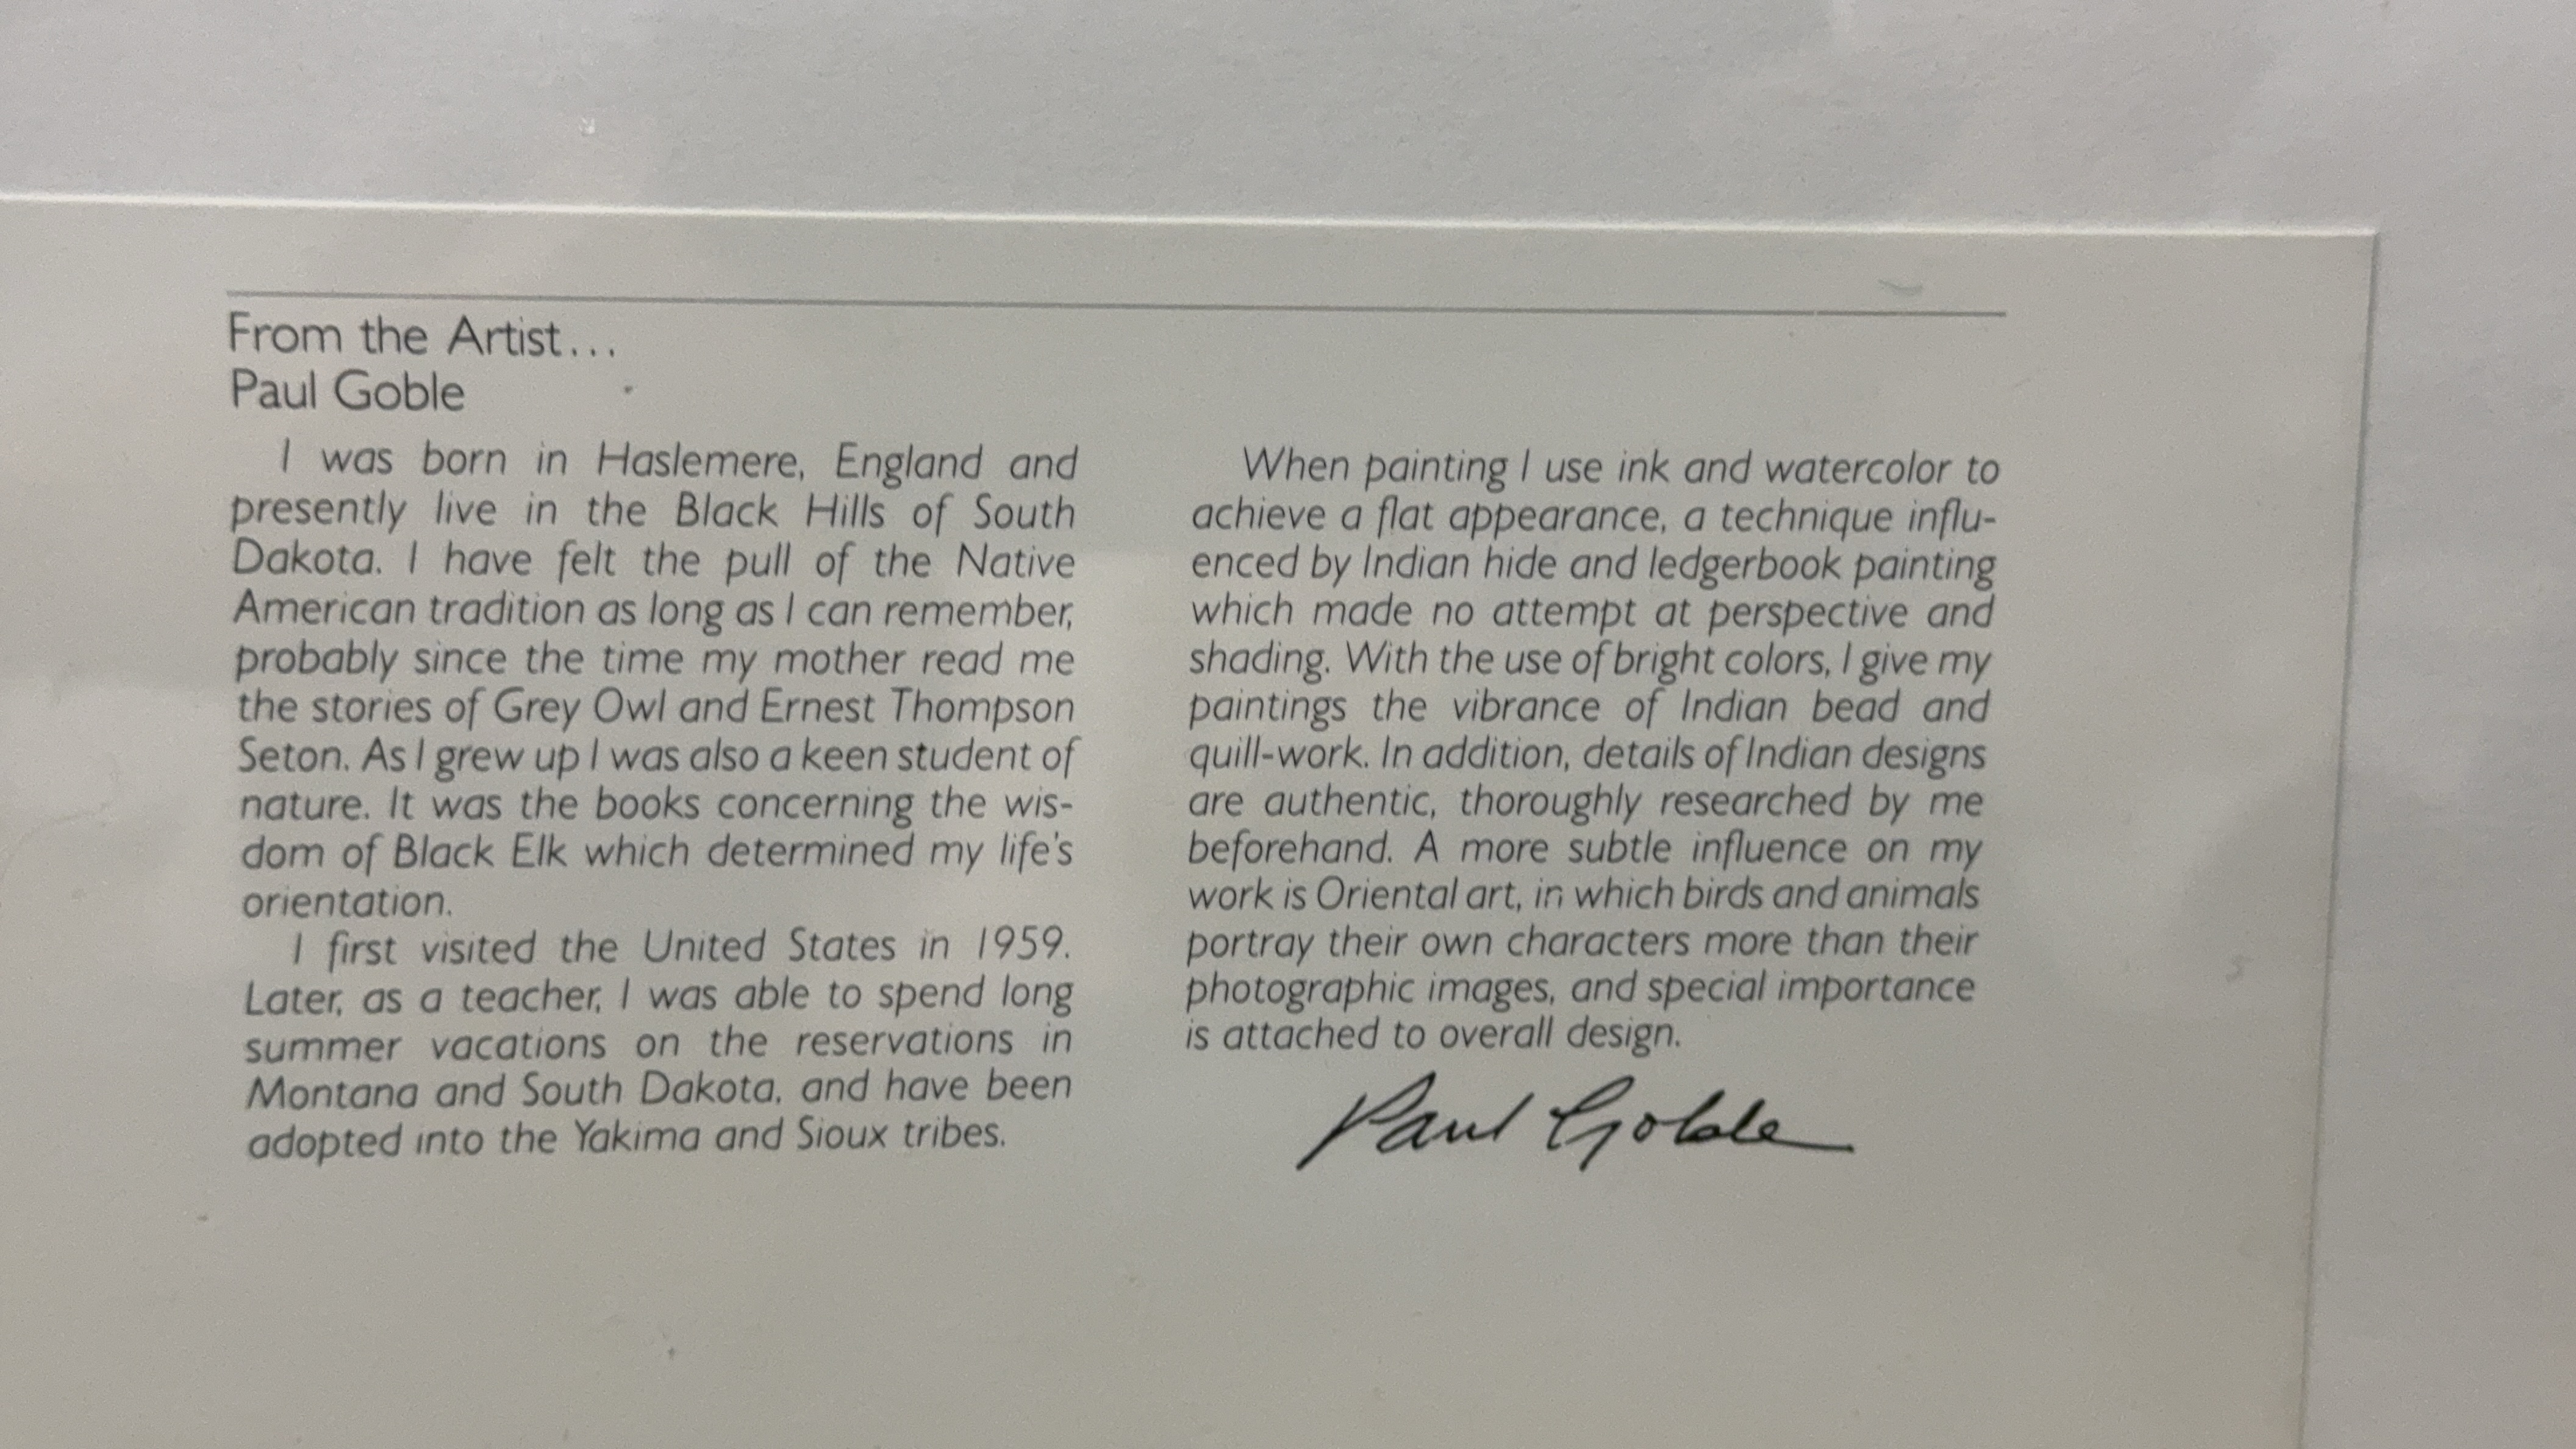 From the Artist...
Paul Goble
I was born in Haslemere, England and
presently live in the Black Hills of South
Dakota. I have felt the pull of the Native
American tradition as long as I can remember,
probably since the time my mother read me
the stories of Grey Owl and Ernest Thompson
Seton. As I grew up I was also a keen student of
nature. It was the books concerning the wis-
dom of Black Elk which determined my life's
orientation.
I first visited the United States in 1959.
Later, as a teacher, I was able to spend long
summer vacations on the reservations in
Montana and South Dakota, and have been
adopted into the Yakima and Sioux tribes.
When painting I use ink and watercolor to
achieve a flat appearance, a technique influ-
enced by Indian hide and ledgerbook painting
which made no attempt at perspective and
shading. With the use of bright colors, I give my
paintings the vibrance of Indian bead and
quill-work. In addition, details of Indian designs
are authentic, thoroughly researched by me
beforehand. A more subtle influence on my
work is Oriental art, in which birds and animals
portray their own characters more than their
photographic images, and special importance
is attached to overall design.
Paul Goble